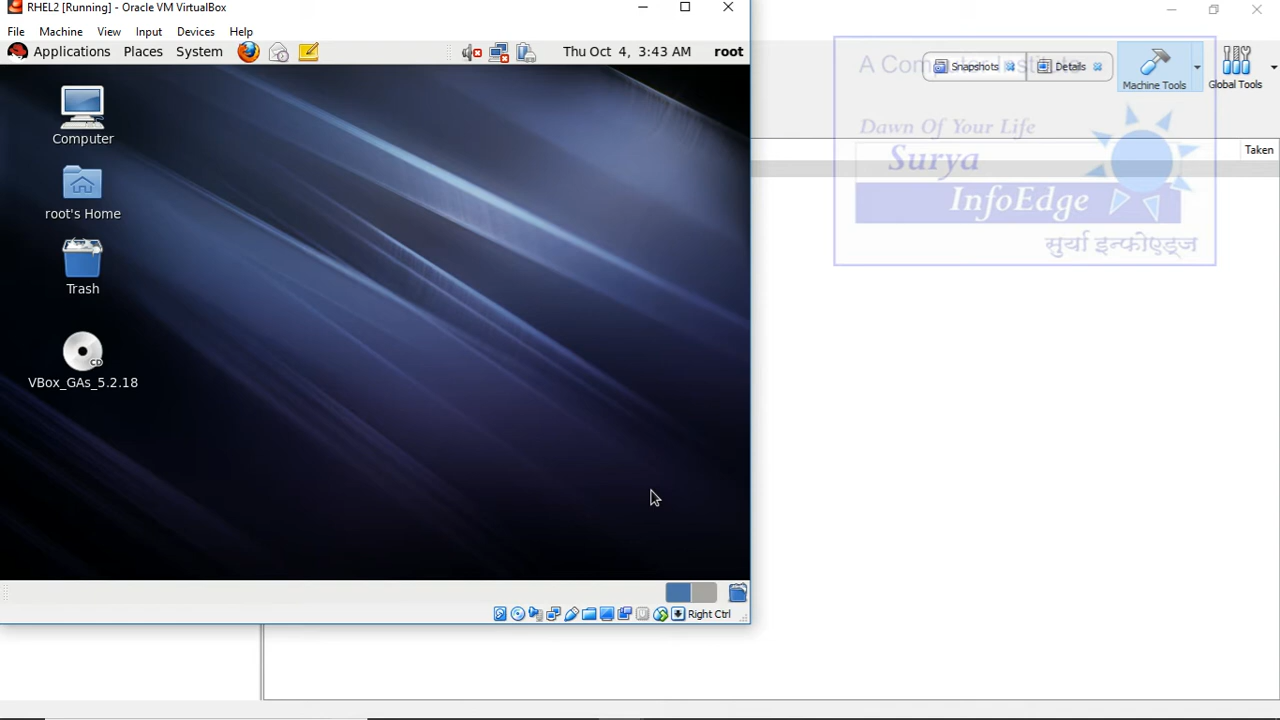 RHEL2 [Running] - Oracle VM VirtualBox
File Machine View Input Devices Help
Applications Places System Thu Oct 4, 3:43 AM root
Computer
root's Home
Trash
CD
VBox_GAs_5.2.18
Right Ctrl
Snapshots Details
Machine Tools Global Tools
Taken
Dawn Of Your Life
Surya
InfoEdge
सुर्या इन्फोएड्ज